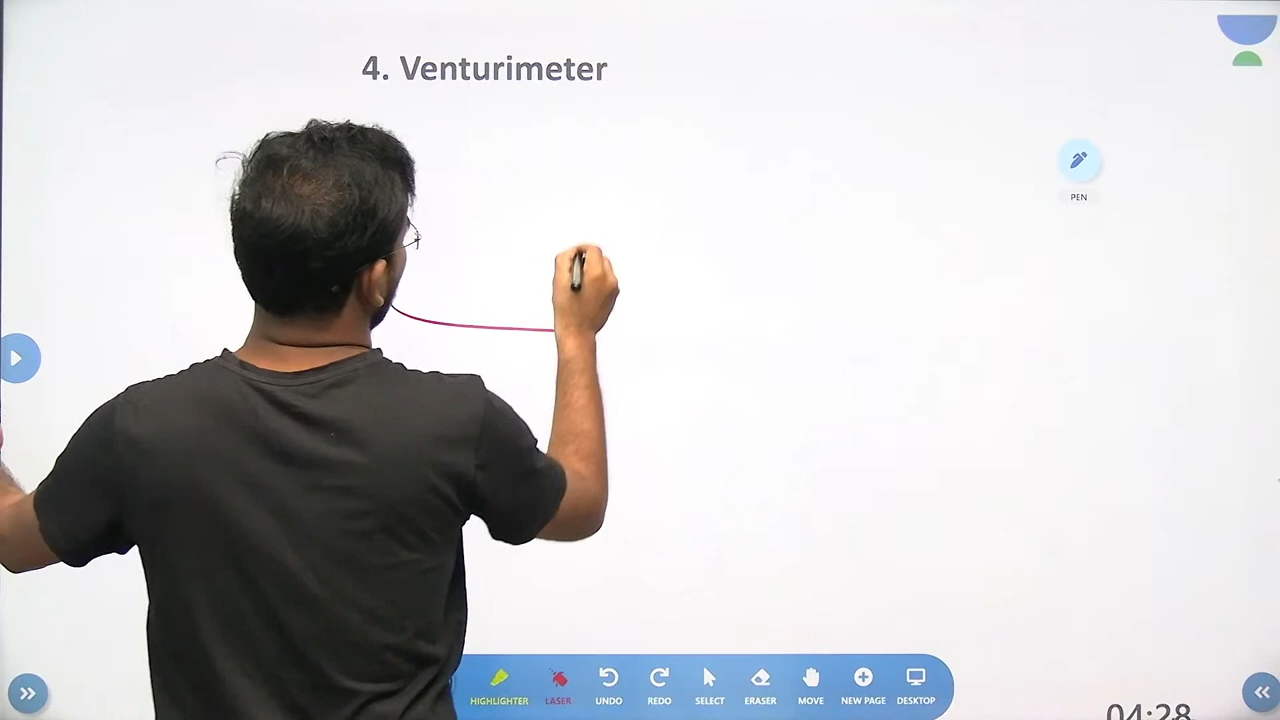 4. Venturimeter
PEN
HIGHLIGHTER LASER UNDO REDO SELECT ERASER MOVE NEW PAGE DESKTOP
04:28